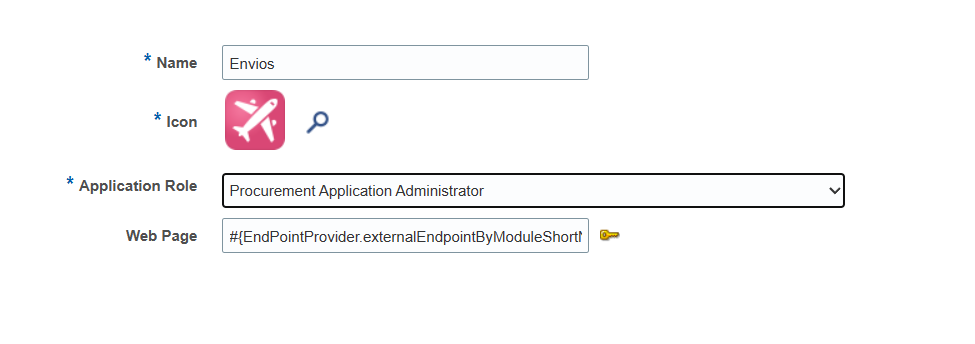 * Name Envios
* Icon
* Application Role Procurement Application Administrator
Web Page #{EndPointProvider.externalEndpointByModuleShort